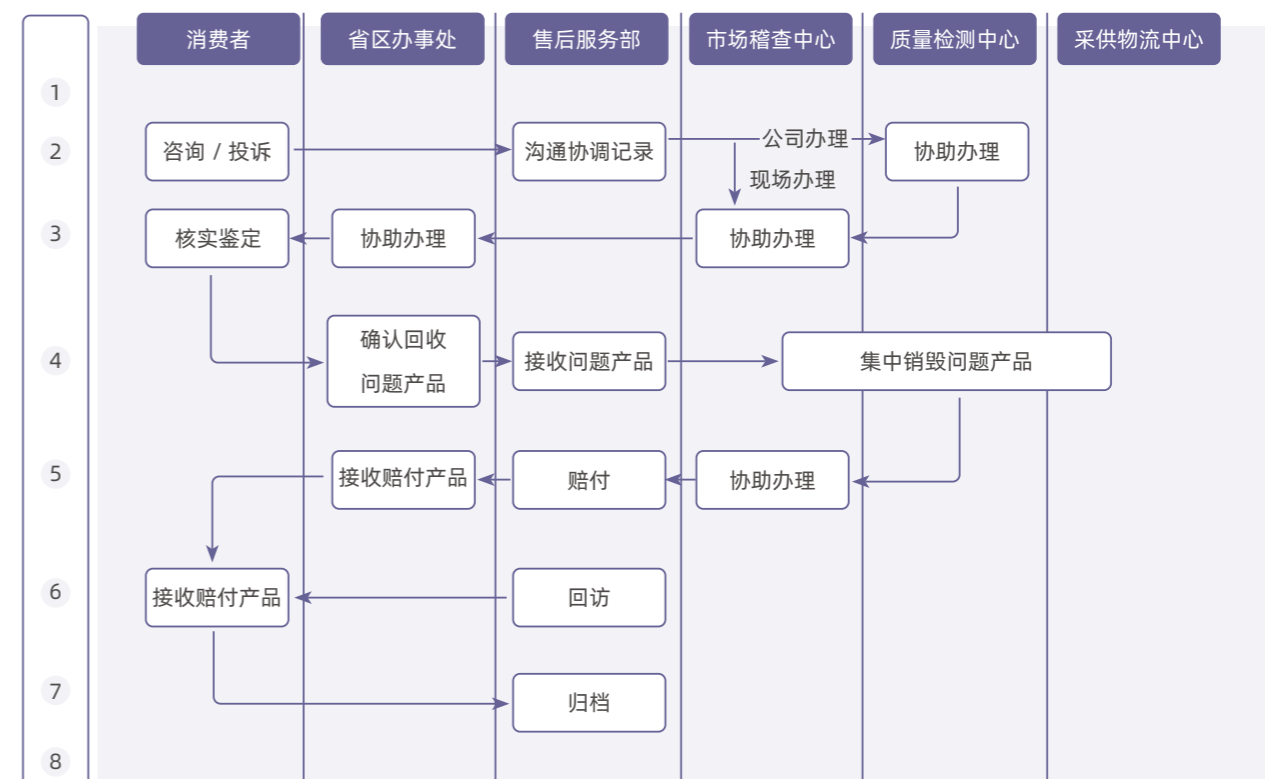 消费者
省区办事处
售后服务部
市场稽查中心
质量检测中心
采供物流中心
1
2
咨询 / 投诉
沟通协调记录
公司办理
现场办理
协助办理
3
核实鉴定
协助办理
协助办理
4
确认回收
问题产品
接收问题产品
集中销毁问题产品
5
接收赔付产品
赔付
协助办理
6
接收赔付产品
回访
7
归档
8